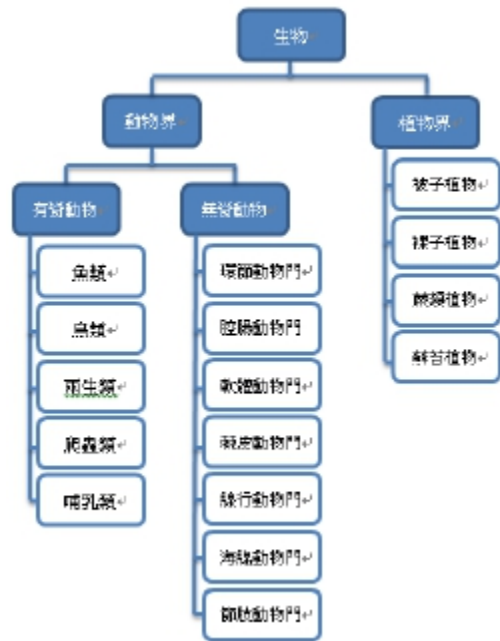 生物
動物界
植物界
有脊動物
無脊動物
被子植物
裸子植物
蕨類植物
蘚苔植物
魚類
鳥類
兩生類
爬蟲類
哺乳類
環節動物門
腔腸動物門
軟體動物門
棘皮動物門
線行動物門
海綿動物門
節肢動物門